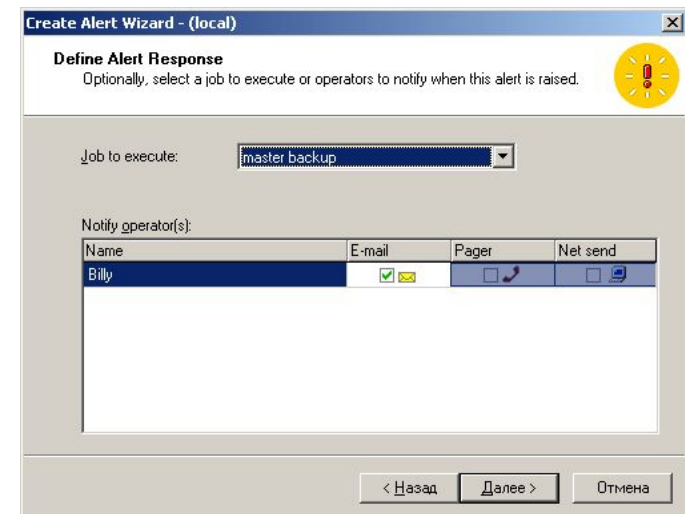 Create Alert Wizard - (local)
Define Alert Response
Optionally, select a job to execute or operators to notify when this alert is raised.
Job to execute: master backup
Notify operator(s):
Name E-mail Pager Net send
Billy
< Назад Далее > Отмена